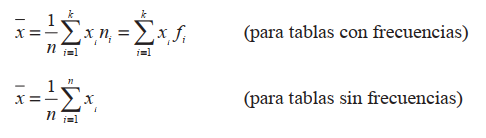 x̄ = 1/n ∑_{i=1}^{k} x_i n_i = ∑_{i=1}^{k} x_i f_i (para tablas con frecuencias)
x̄ = 1/n ∑_{i=1}^{n} x_i (para tablas sin frecuencias)